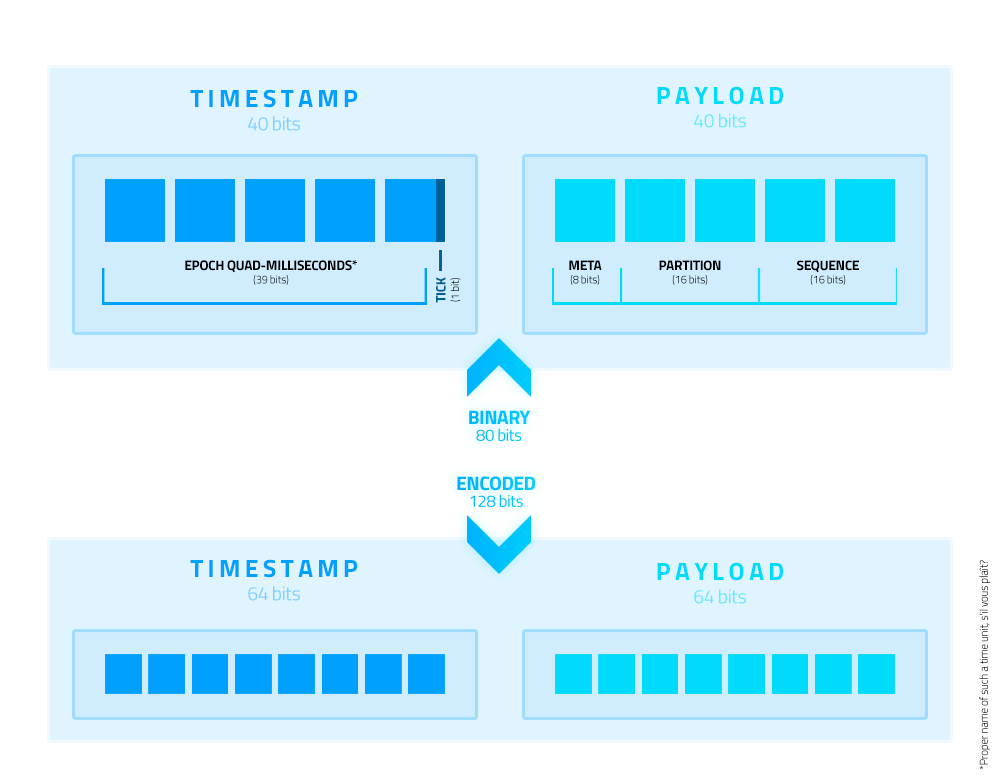 TIMESTAMP
40 bits
PAYLOAD
40 bits
EPOCH QUAD-MILLISECONDS*
(39 bits)
TICK
(1 bit)
META
(8 bits)
PARTITION
(16 bits)
SEQUENCE
(16 bits)
BINARY
80 bits
ENCODED
128 bits
TIMESTAMP
64 bits
PAYLOAD
64 bits
*Proper name of such a time unit, s'il vous plaît?